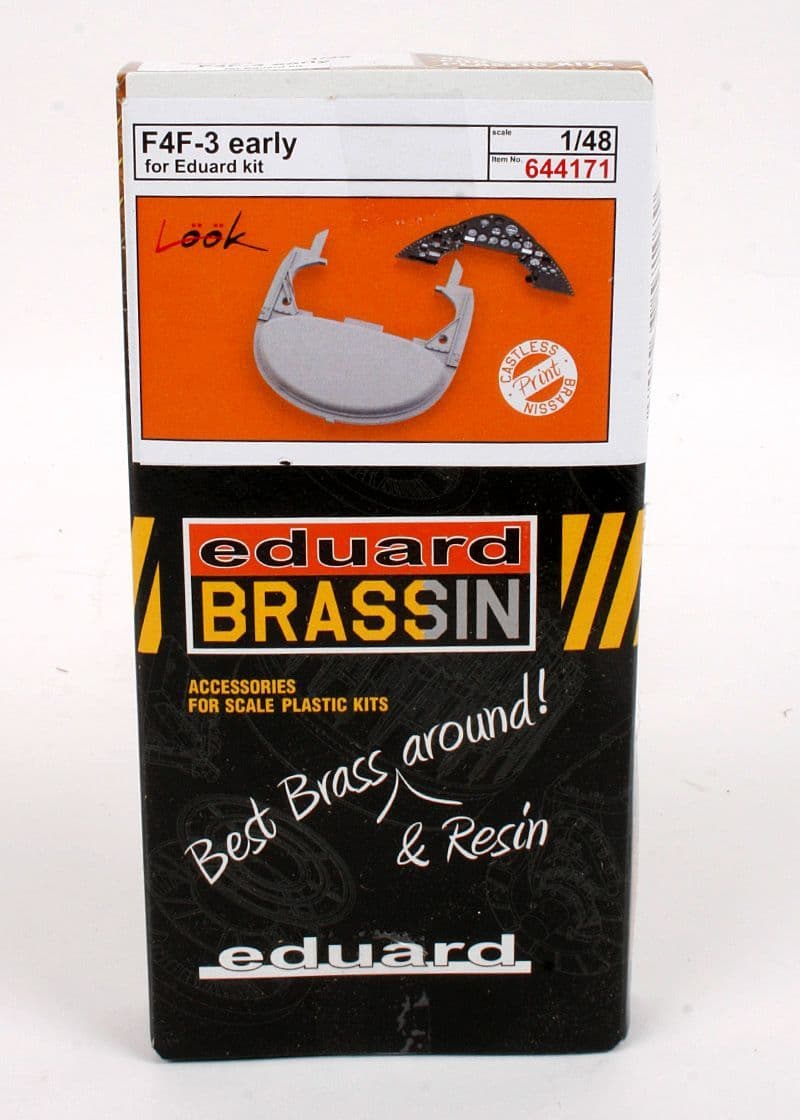 F4F-3 early
for Eduard kit
scale
1/48
Item No.
644171
Löök
CASTLESS
Print
BRASSIN
eduard
BRASSIN
ACCESSORIES
FOR SCALE PLASTIC KITS
Best Brass around!
& Resin
eduard